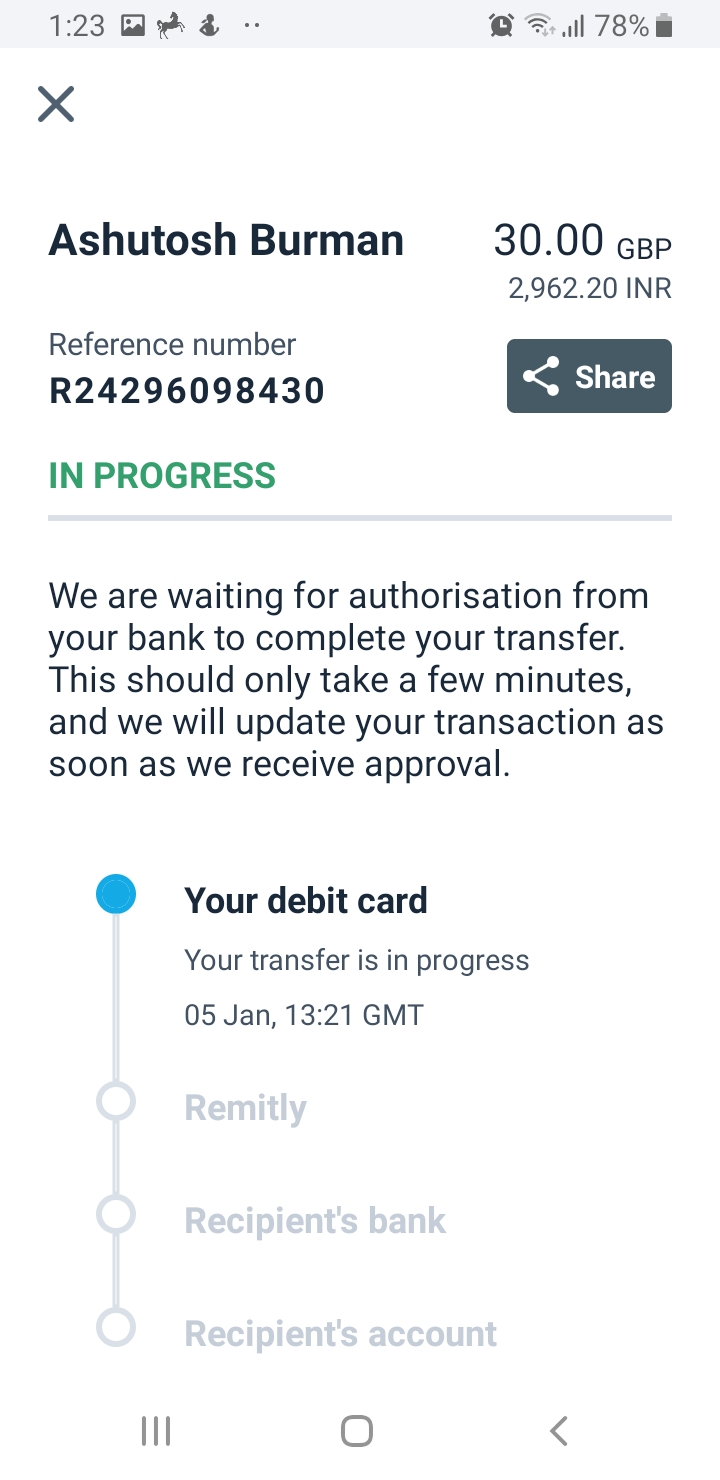 1:23
78%
Ashutosh Burman
30.00 GBP
2,962.20 INR
Reference number
R24296098430
Share
IN PROGRESS
We are waiting for authorisation from
your bank to complete your transfer.
This should only take a few minutes,
and we will update your transaction as
soon as we receive approval.
Your debit card
Your transfer is in progress
05 Jan, 13:21 GMT
Remitly
Recipient's bank
Recipient's account